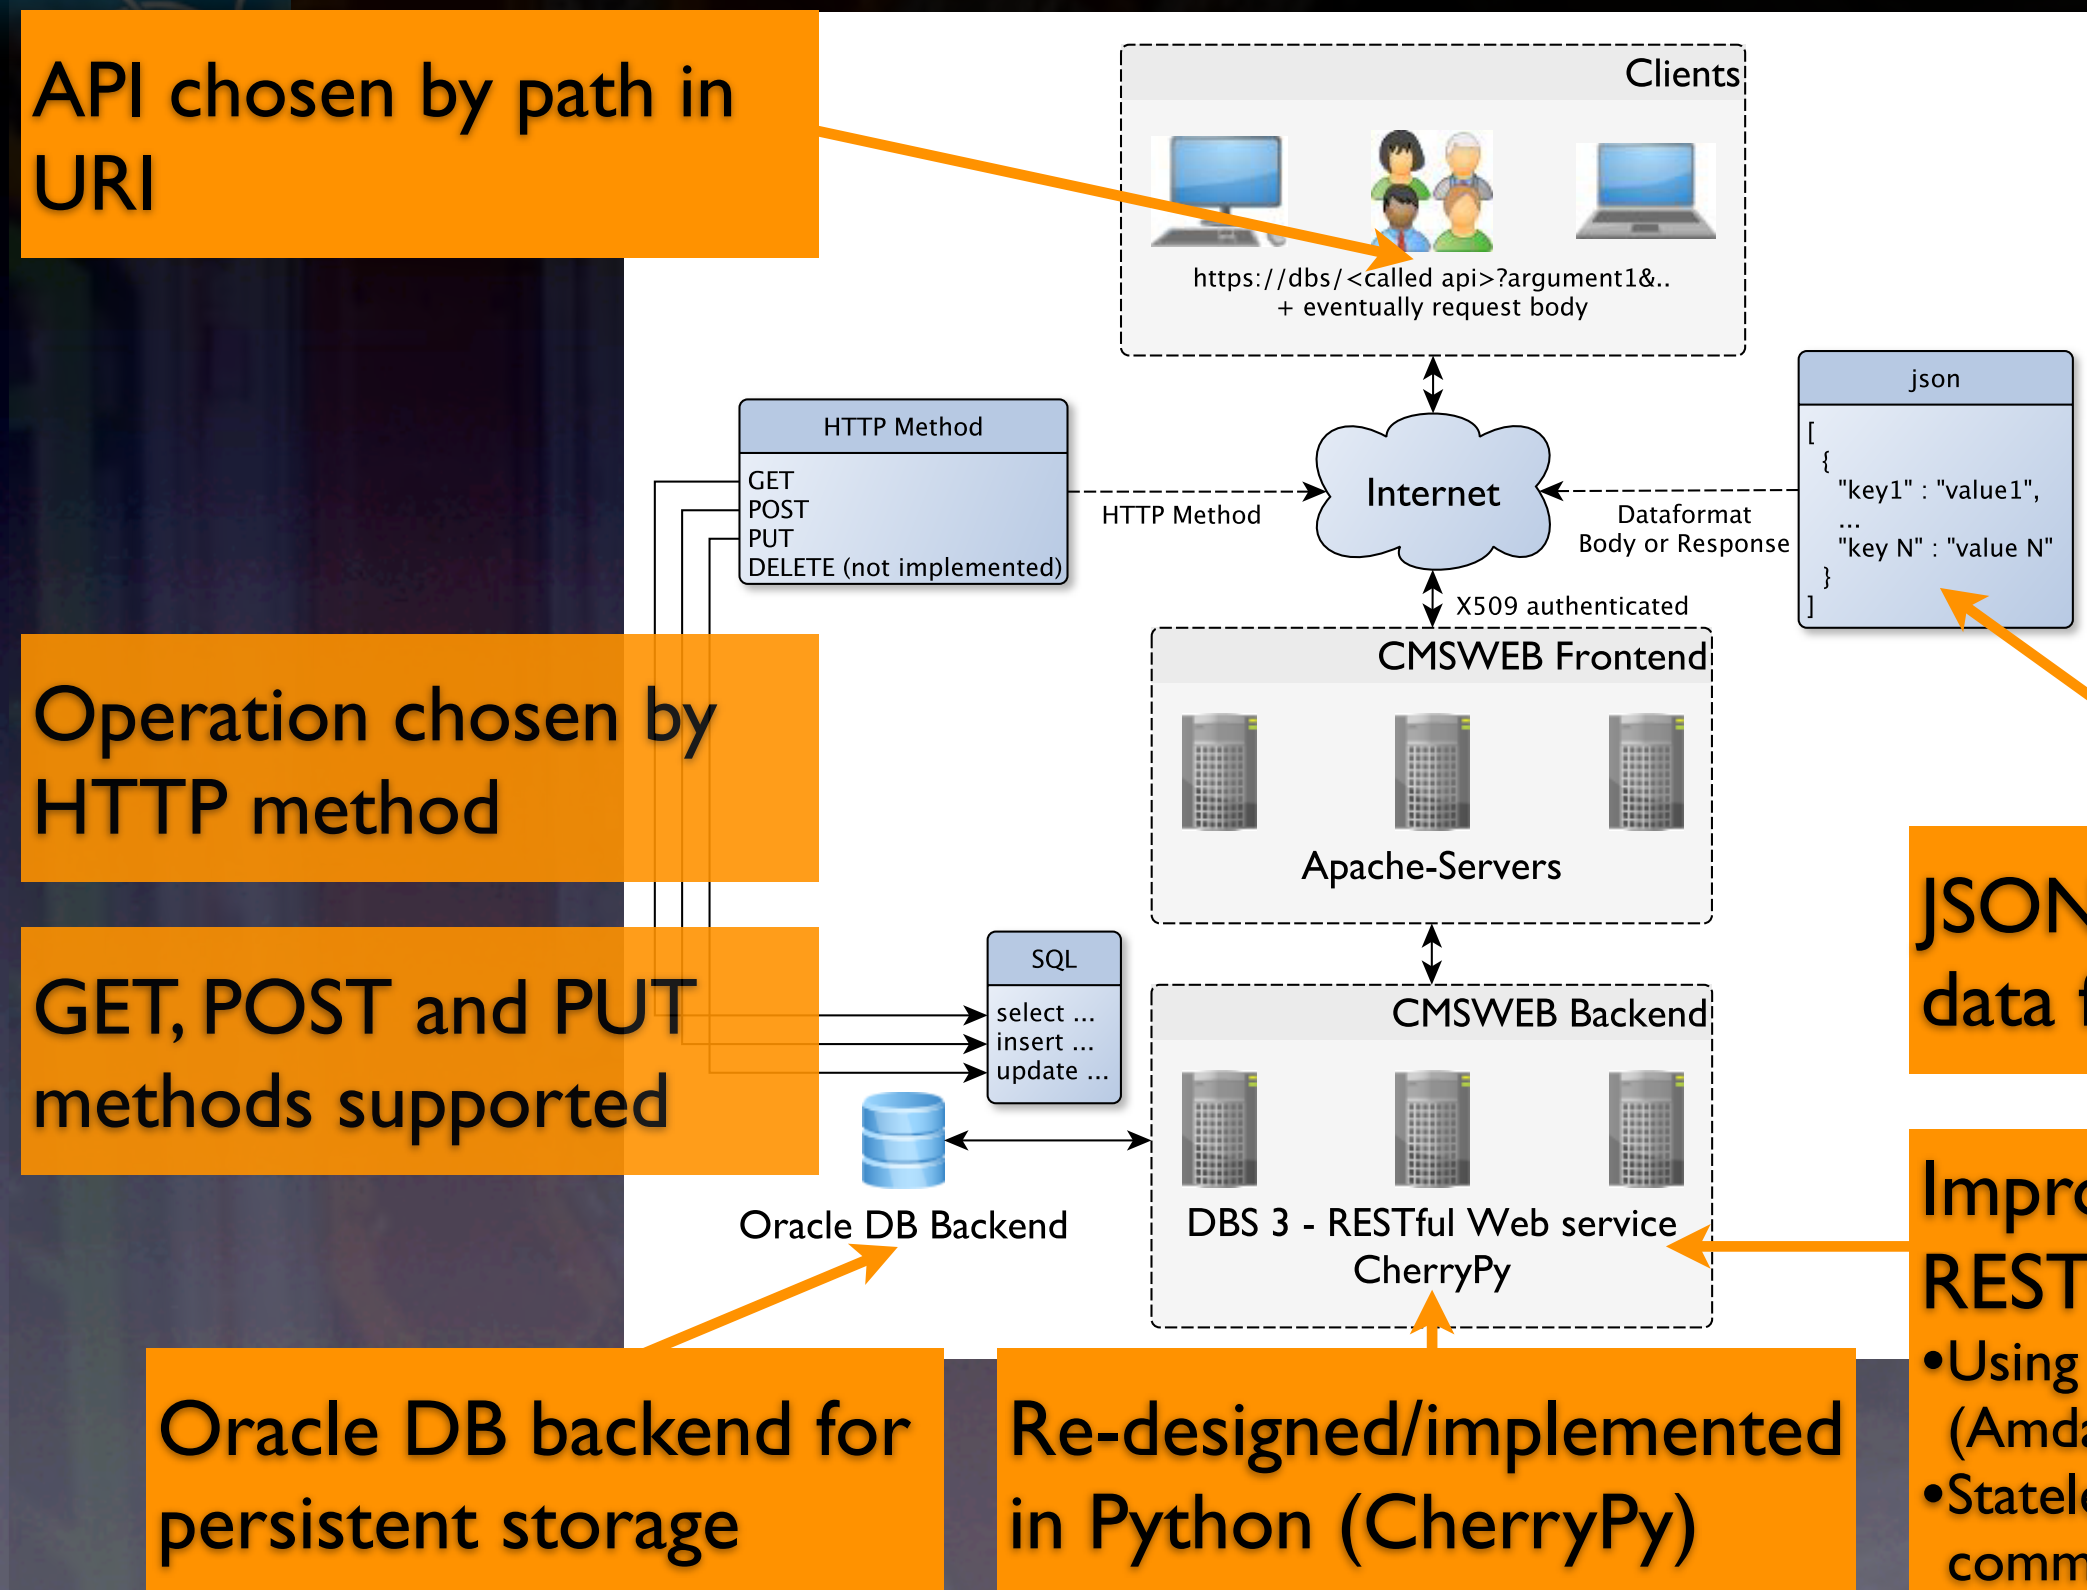 API chosen by path in
URI
Clients
https://dbs/<called api>?argument1&..
+ eventually request body
HTTP Method
GET
POST
PUT
DELETE (not implemented)
HTTP Method
Internet
Dataformat
Body or Response
json
[
{
"key1" : "value1",
...
"key N" : "value N"
}
]
X509 authenticated
CMSWEB Frontend
Apache-Servers
Operation chosen by
HTTP method
GET, POST and PUT
methods supported
SQL
select ...
insert ...
update ...
CMSWEB Backend
DBS 3 - RESTful Web service
CherryPy
Oracle DB Backend
JSON
data
REST
•Using
Oracle DB backend for
persistent storage
Re-designed/implemented
in Python (CherryPy)